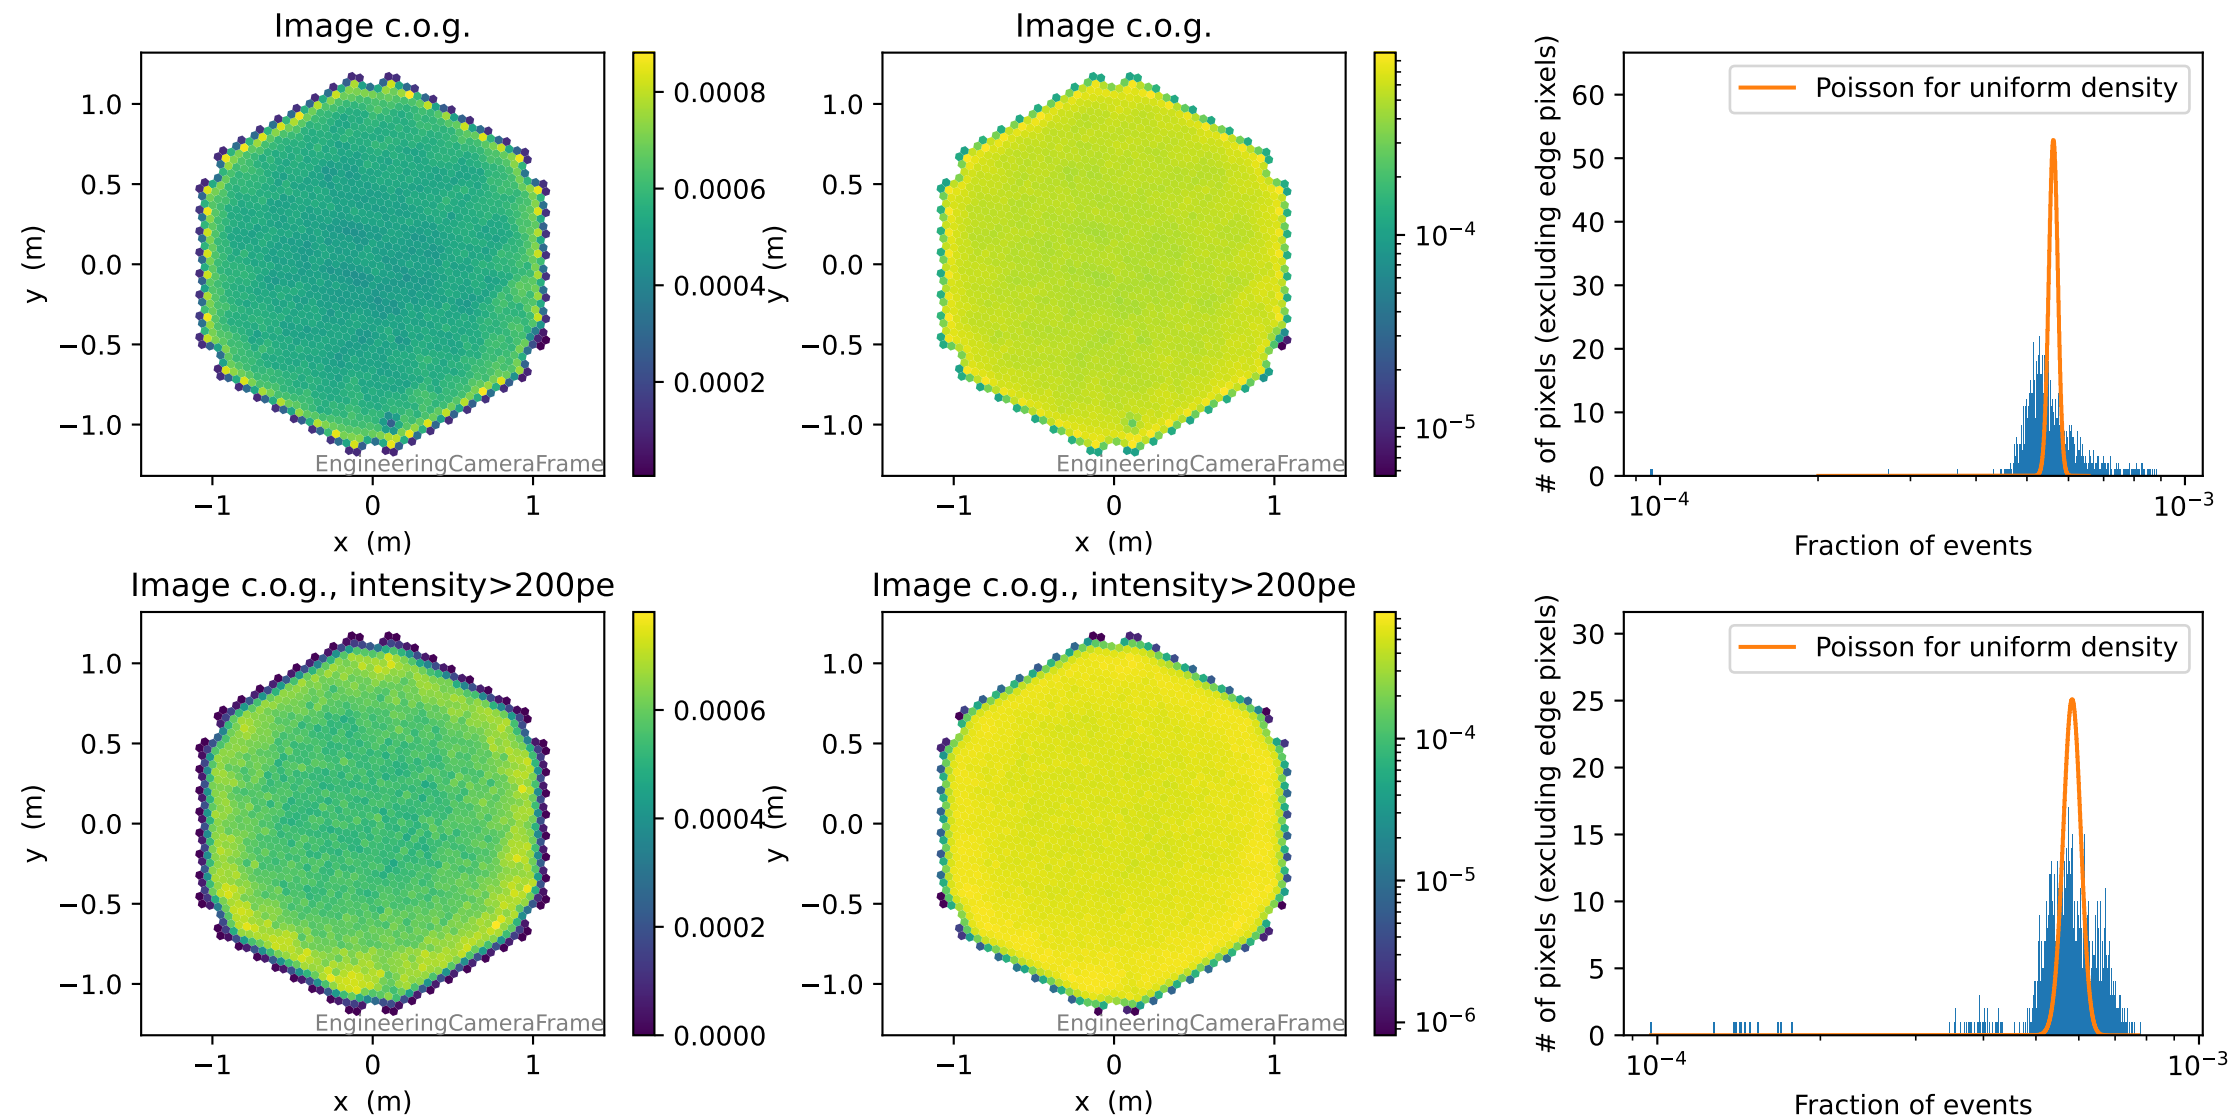 Image c.o.g.
1.0
0.5
0.0
−0.5
−1.0
y (m)
−1
0
1
x (m)
EngineeringCameraFrame
0.0008
0.0006
0.0004
0.0002
Image c.o.g.
1.0
0.5
0.0
−0.5
−1.0
y (m)
−1
0
1
x (m)
EngineeringCameraFrame
10−4
10−5
# of pixels (excluding edge pixels)
60
50
40
30
20
10
0
10−4
10−3
Fraction of events
Poisson for uniform density
Image c.o.g., intensity>200pe
1.0
0.5
0.0
−0.5
−1.0
y (m)
−1
0
1
x (m)
EngineeringCameraFrame
0.0006
0.0004
0.0002
0.0000
Image c.o.g., intensity>200pe
1.0
0.5
0.0
−0.5
−1.0
y (m)
−1
0
1
x (m)
EngineeringCameraFrame
10−4
10−5
10−6
# of pixels (excluding edge pixels)
30
25
20
15
10
5
0
10−4
10−3
Fraction of events
Poisson for uniform density